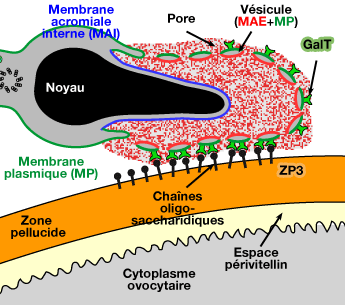 Membrane
acromiale
interne (MAI)
Pore
Vésicule
(MAE+MP)
GalT
Noyau
Membrane
plasmique (MP)
ZP3
Chaînes
oligo-
saccharidiques
Zone
pellucide
Espace
périvitellin
Cytoplasme
ovocytaire